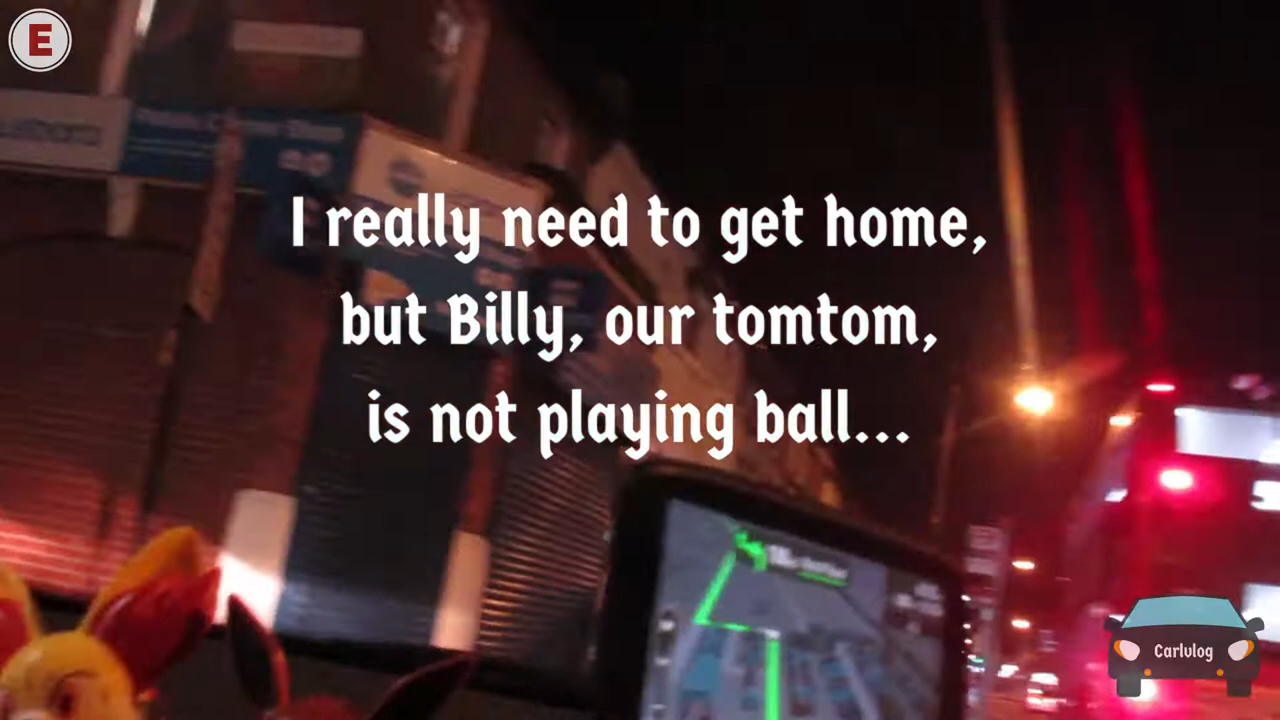 E
I really need to get home,
but Billy, our tomtom,
is not playing ball...
Carlvlog